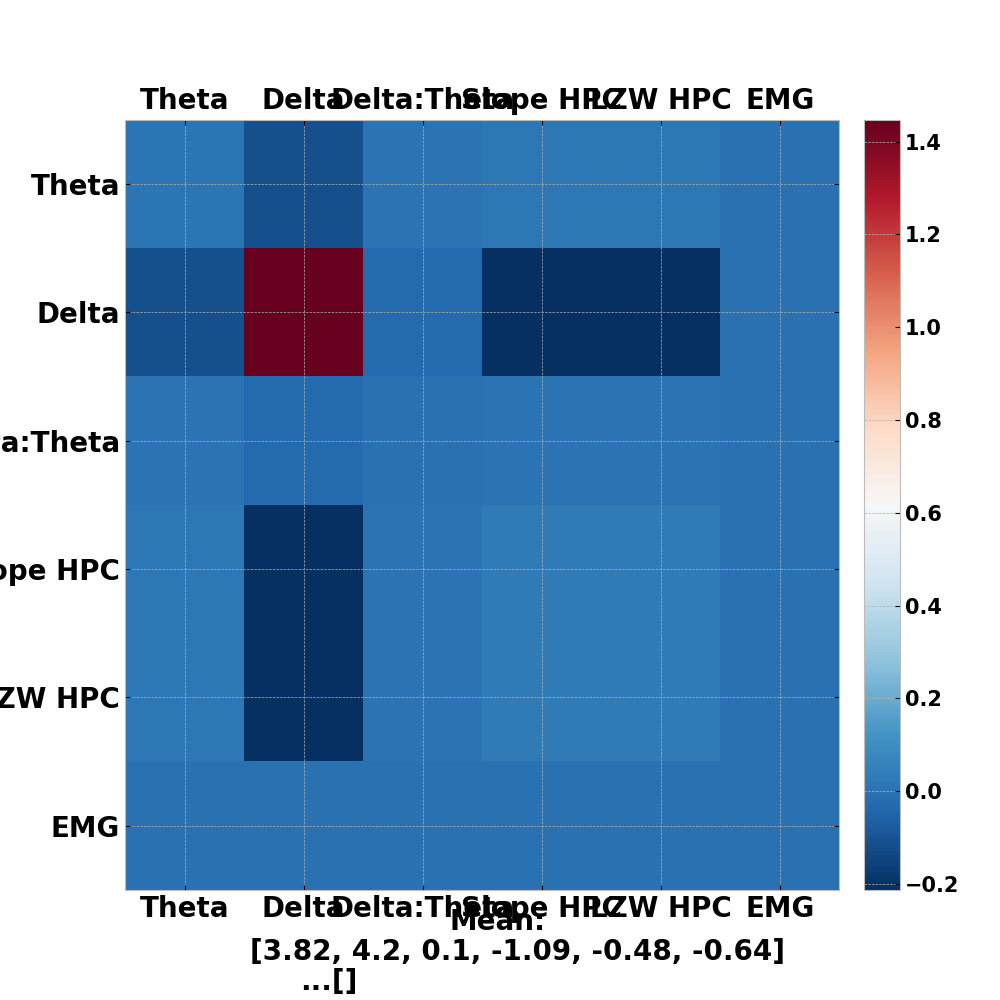 Theta Delta Delta:Theta Slope HPC LZW HPC EMG
Theta
Delta
a:Theta
ope HPC
ZW HPC
EMG
1.4
1.2
1.0
0.8
0.6
0.4
0.2
0.0
−0.2
Theta Delta Delta:Theta Slope HPC LZW HPC EMG
Mean:
[3.82, 4.2, 0.1, -1.09, -0.48, -0.64]
...[]